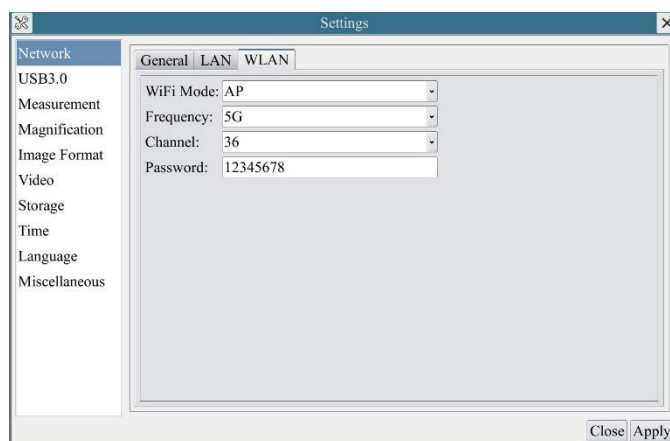 Settings
Network
USB3.0
Measurement
Magnification
Image Format
Video
Storage
Time
Language
Miscellaneous
General LAN WLAN
WiFi Mode: AP
Frequency: 5G
Channel: 36
Password: 12345678
Close Apply